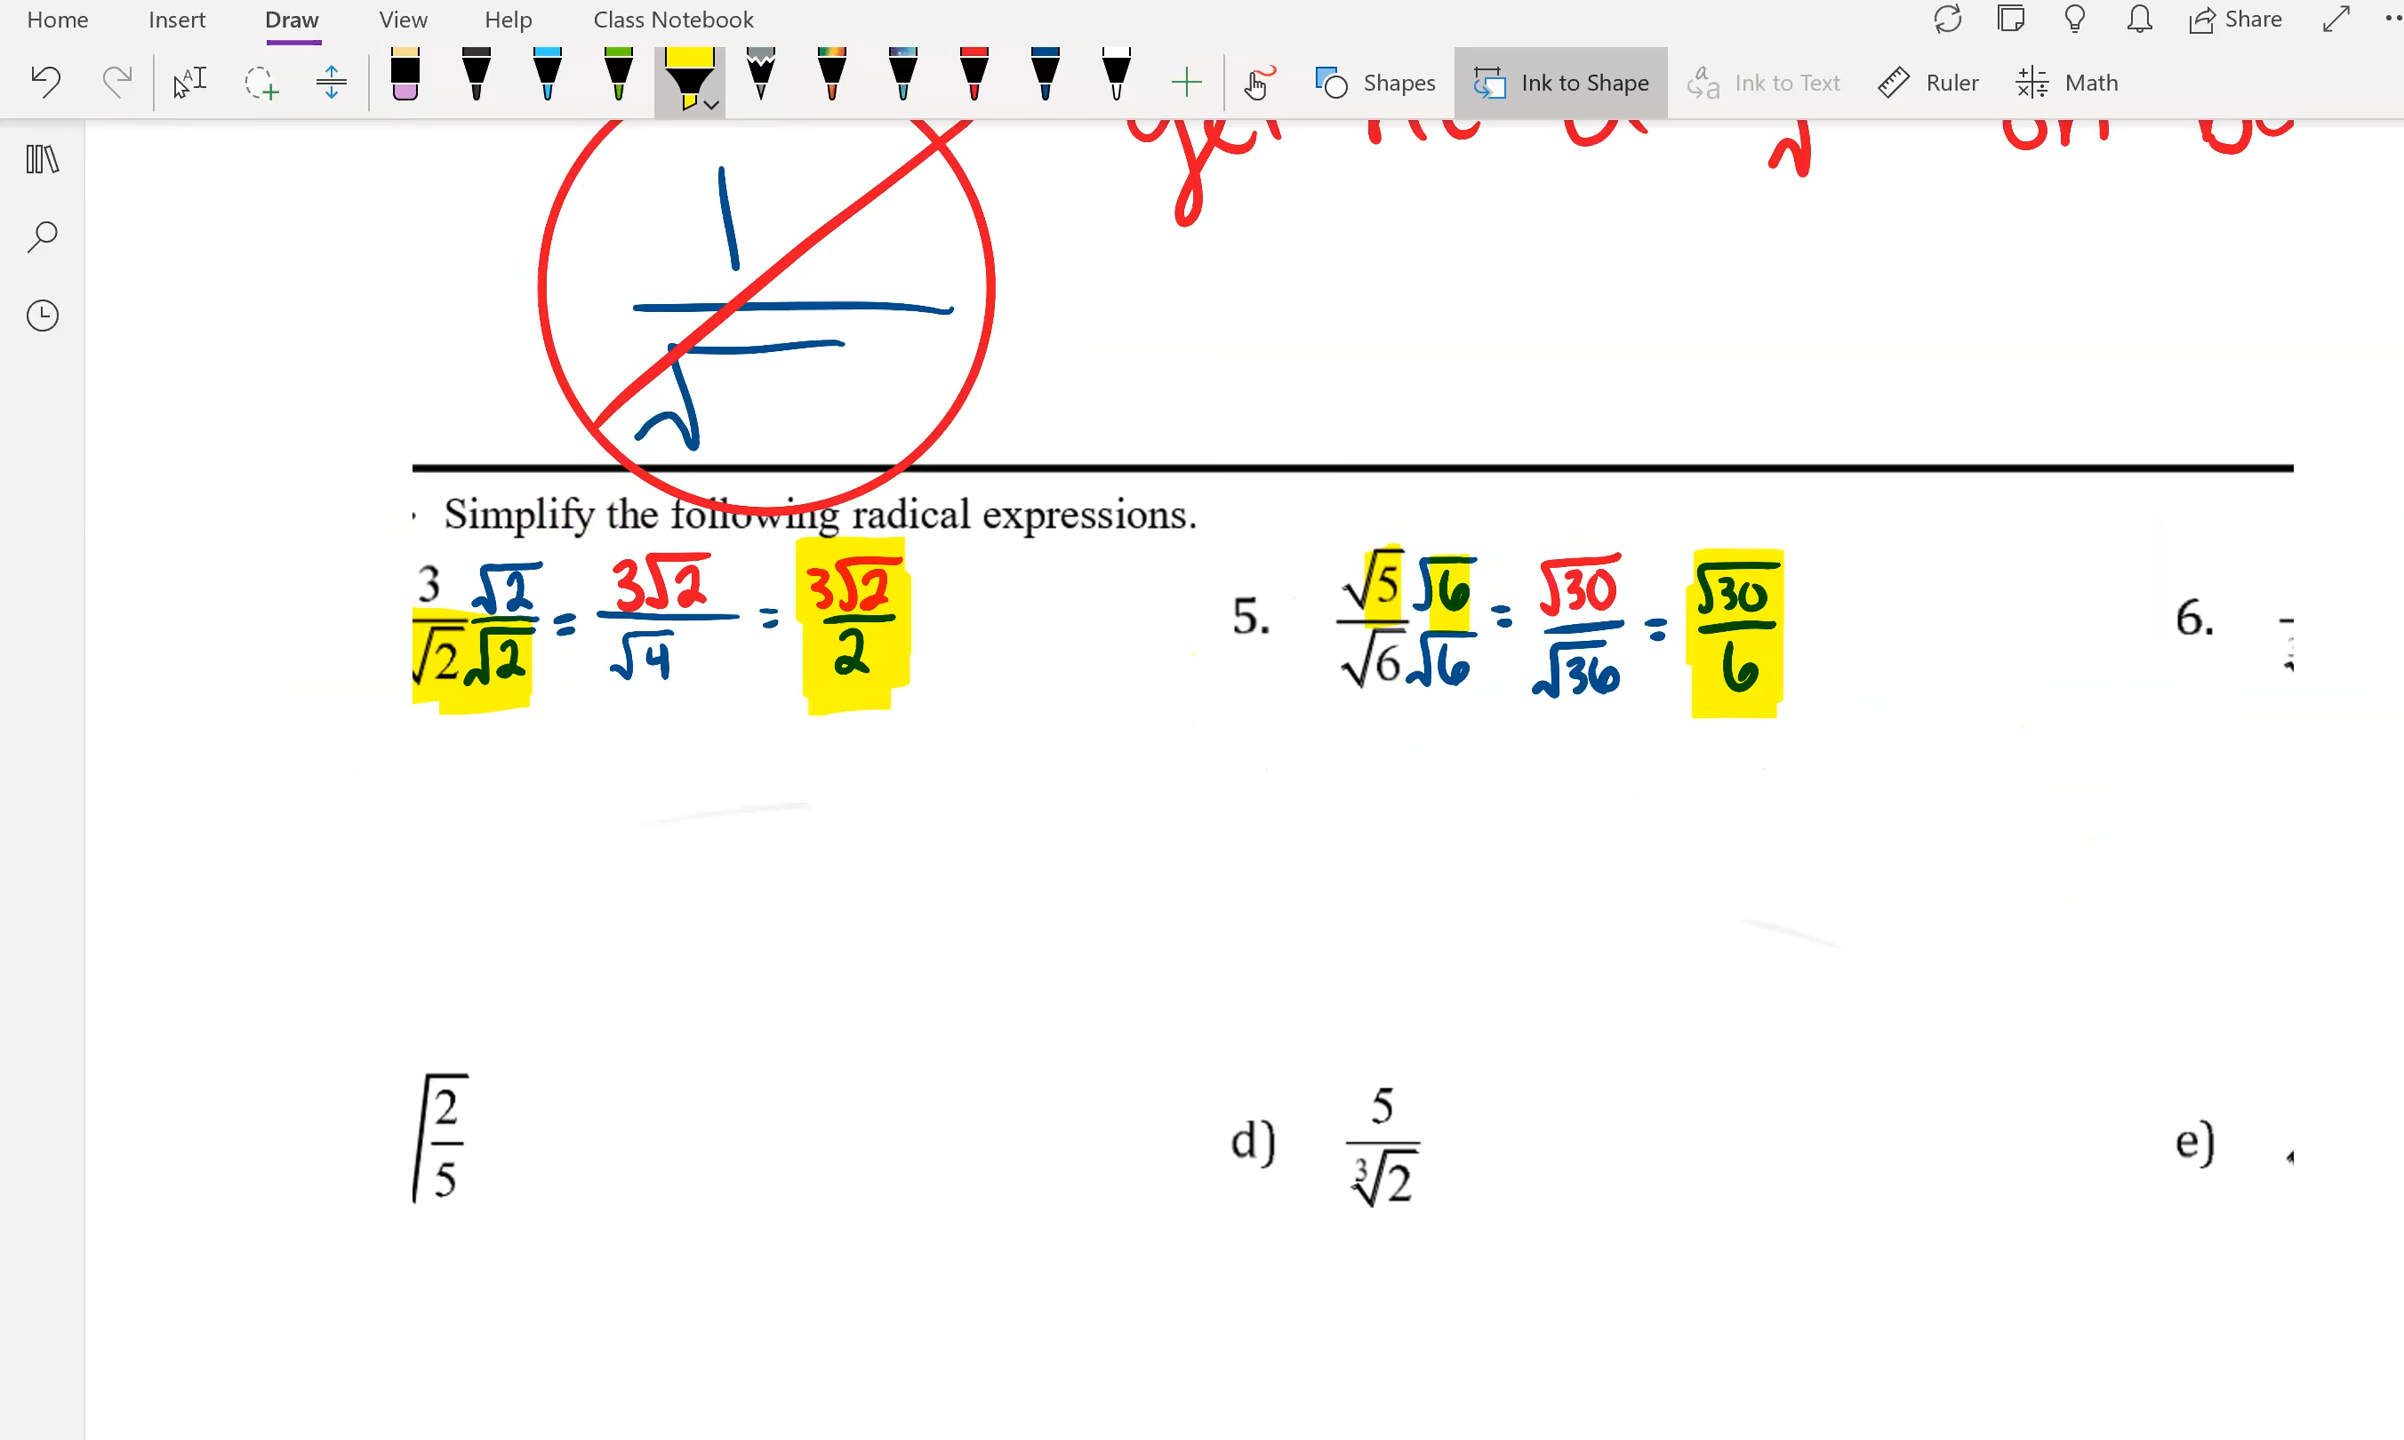 Home Insert Draw View Help Class Notebook Share
Shapes Ink to Shape Ink to Text Ruler Math
1
√
Simplify the following radical expressions.
3/√2 √2/√2 = 3√2/√4 = 3√2/2
5. √5/√6 √6/√6 = √30/√36 = √30/6
6.
√(2/5)
d) 5/∛2
e)